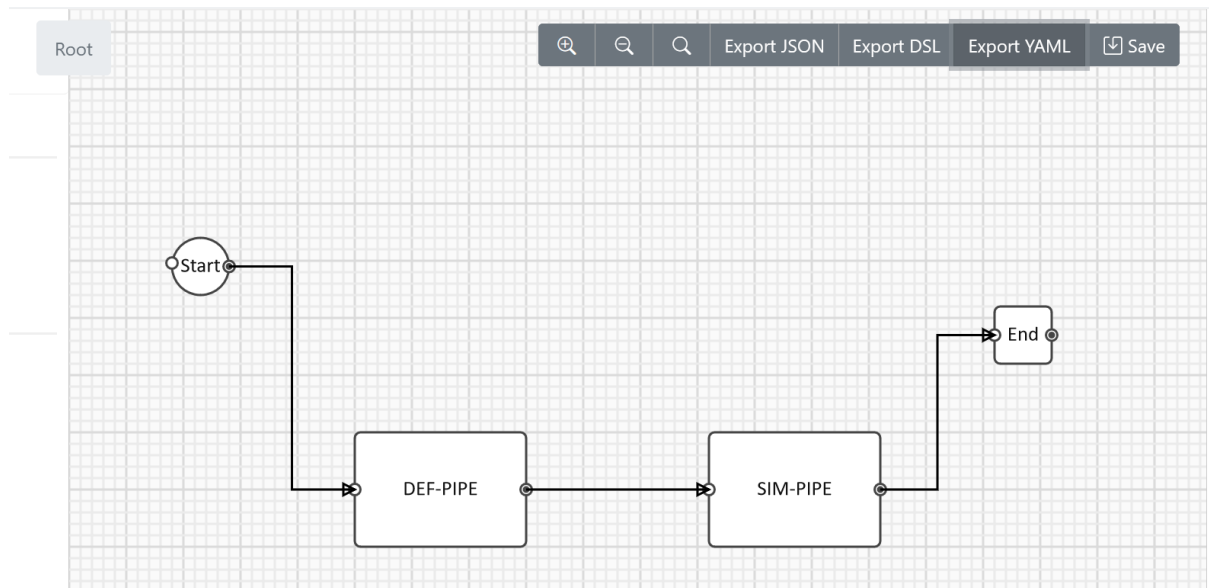 Root
Export JSON
Export DSL
Export YAML
Save
Start
End
DEF-PIPE
SIM-PIPE